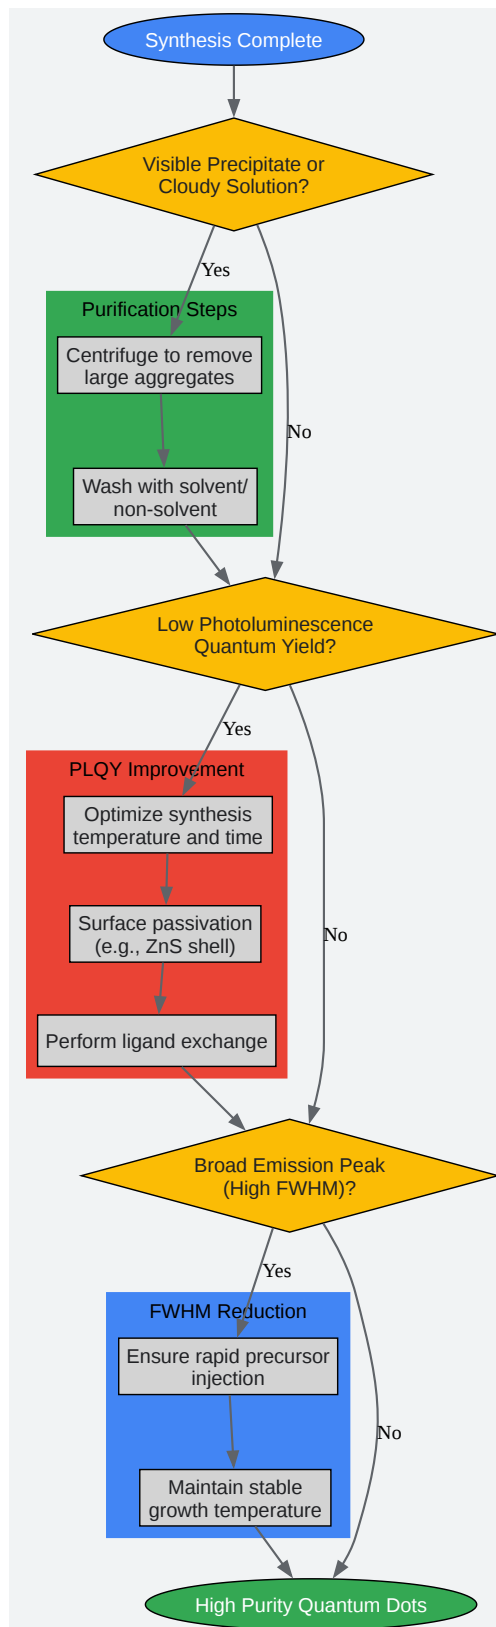 Synthesis Complete
Visible Precipitate or
Cloudy Solution?
Yes
Purification Steps
Centrifuge to remove
large aggregates
No
Wash with solvent/
non-solvent
Low Photoluminescence
Quantum Yield?
Yes
PLQY Improvement
Optimize synthesis
temperature and time
Surface passivation
(e.g., ZnS shell)
No
Perform ligand exchange
Broad Emission Peak
(High FWHM)?
Yes
FWHM Reduction
Ensure rapid precursor
injection
No
Maintain stable
growth temperature
High Purity Quantum Dots